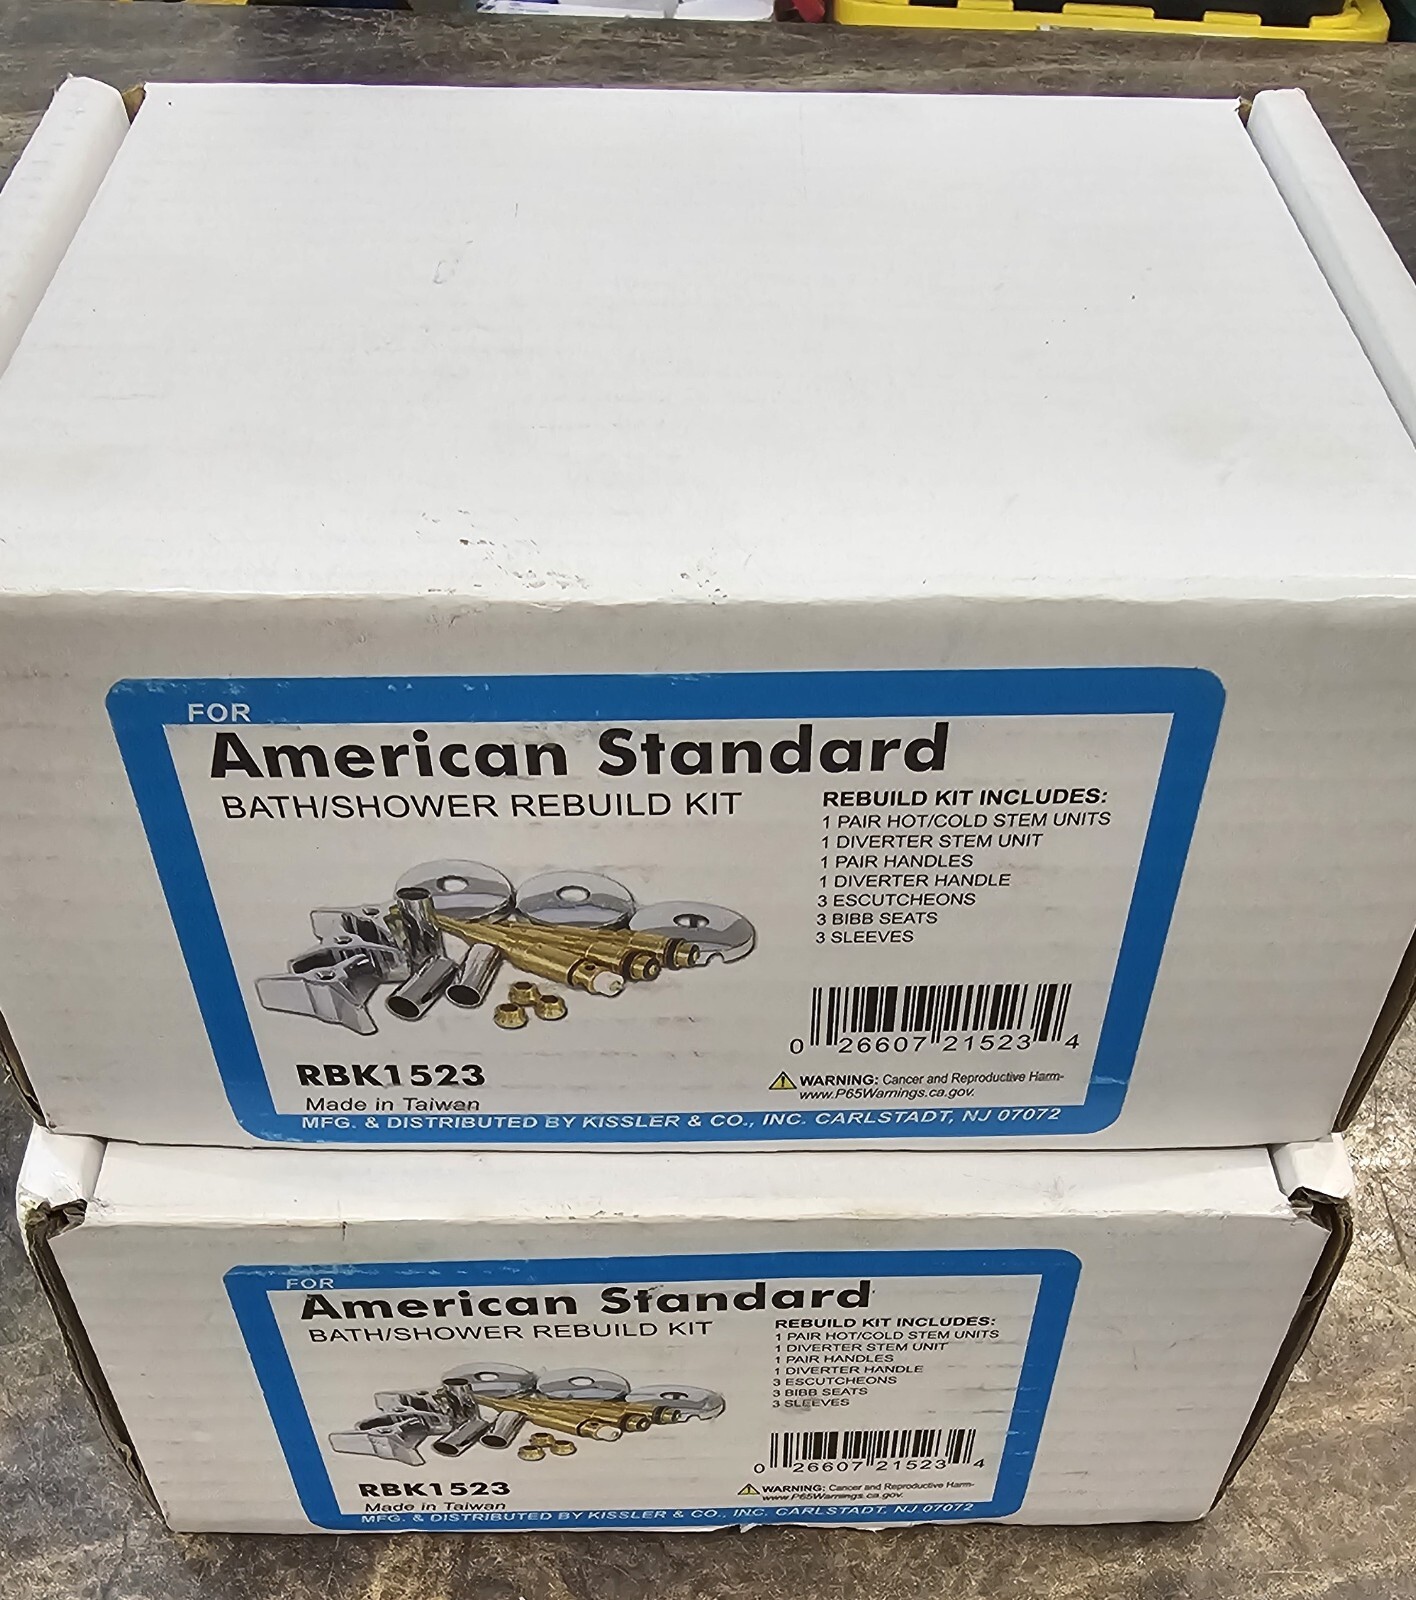 FOR
American Standard
BATH/SHOWER REBUILD KIT
REBUILD KIT INCLUDES:
1 PAIR HOT/COLD STEM UNITS
1 DIVERTER STEM UNIT
1 PAIR HANDLES
1 DIVERTER HANDLE
3 ESCUTCHEONS
3 BIBB SEATS
3 SLEEVES
0 26607 21523 4
RBK1523
Made in Taiwan
WARNING: Cancer and Reproductive Harm-
www.P65Warnings.ca.gov.
MFG. & DISTRIBUTED BY KISSLER & CO., INC. CARLSTADT, NJ 07072
FOR
American Standard
BATH/SHOWER REBUILD KIT
REBUILD KIT INCLUDES:
1 PAIR HOT/COLD STEM UNITS
1 DIVERTER STEM UNIT
1 PAIR HANDLES
1 DIVERTER HANDLE
3 ESCUTCHEONS
3 BIBB SEATS
3 SLEEVES
0 26607 21523 4
RBK1523
Made in Taiwan
WARNING: Cancer and Reproductive Harm-
www.P65Warnings.ca.gov.
MFG. & DISTRIBUTED BY KISSLER & CO., INC. CARLSTADT, NJ 07072